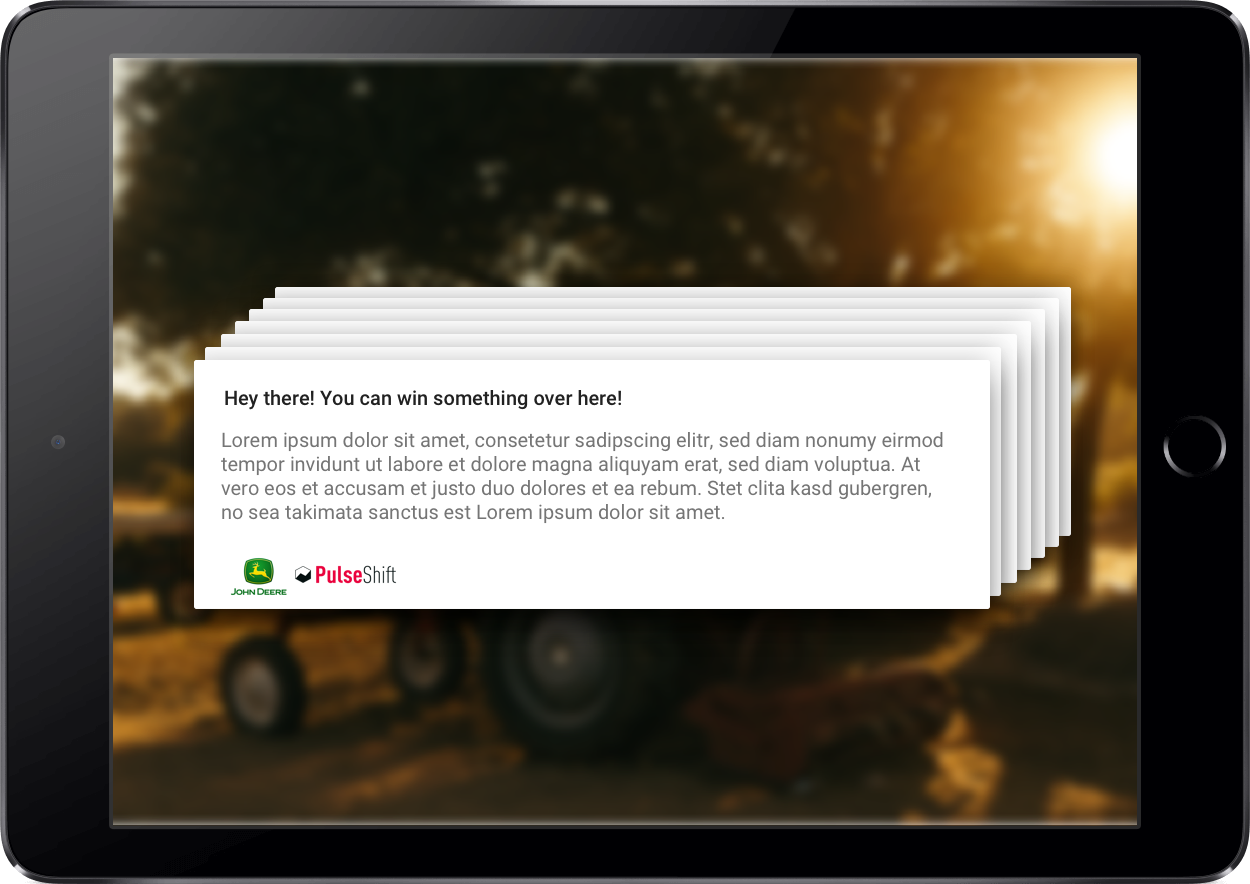 Hey there! You can win something over here!
Lorem ipsum dolor sit amet, consetetur sadipscing elitr, sed diam nonumy eirmod
tempor invidunt ut labore et dolore magna aliquyam erat, sed diam voluptua. At
vero eos et accusam et justo duo dolores et ea rebum. Stet clita kasd gubergren,
no sea takimata sanctus est Lorem ipsum dolor sit amet.
JOHN DEERE PulseShift